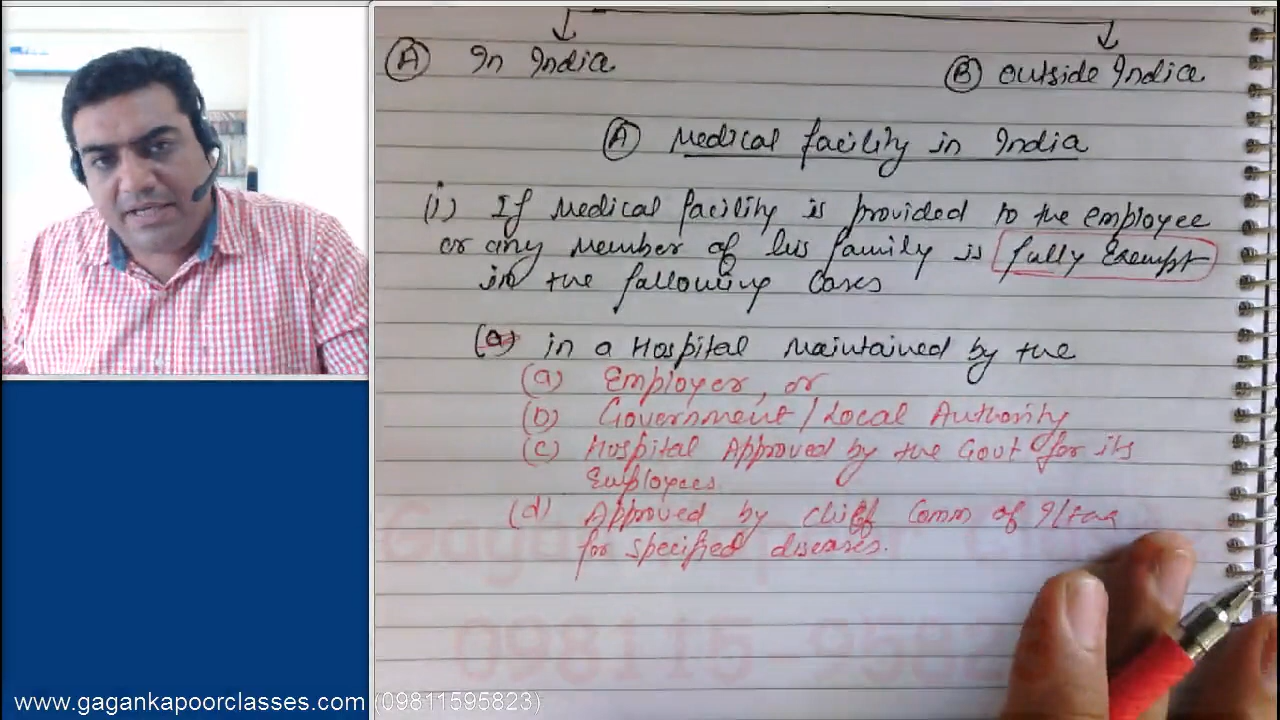 (A) In India
(B) outside India
(A) Medical facility in India
(i) If Medical facility is provided to the employee
or any Member of his family is fully Exempt
in the following Cases
(a) in a Hospital Maintained by the
(a) Employer, or
(b) Government / Local Authority
(c) Hospital Approved by the Govt for its
Employees.
(d) Approved by Chief Comm of I/tax
for specified diseases.
www.gagankapoorclasses.com (09811595823)